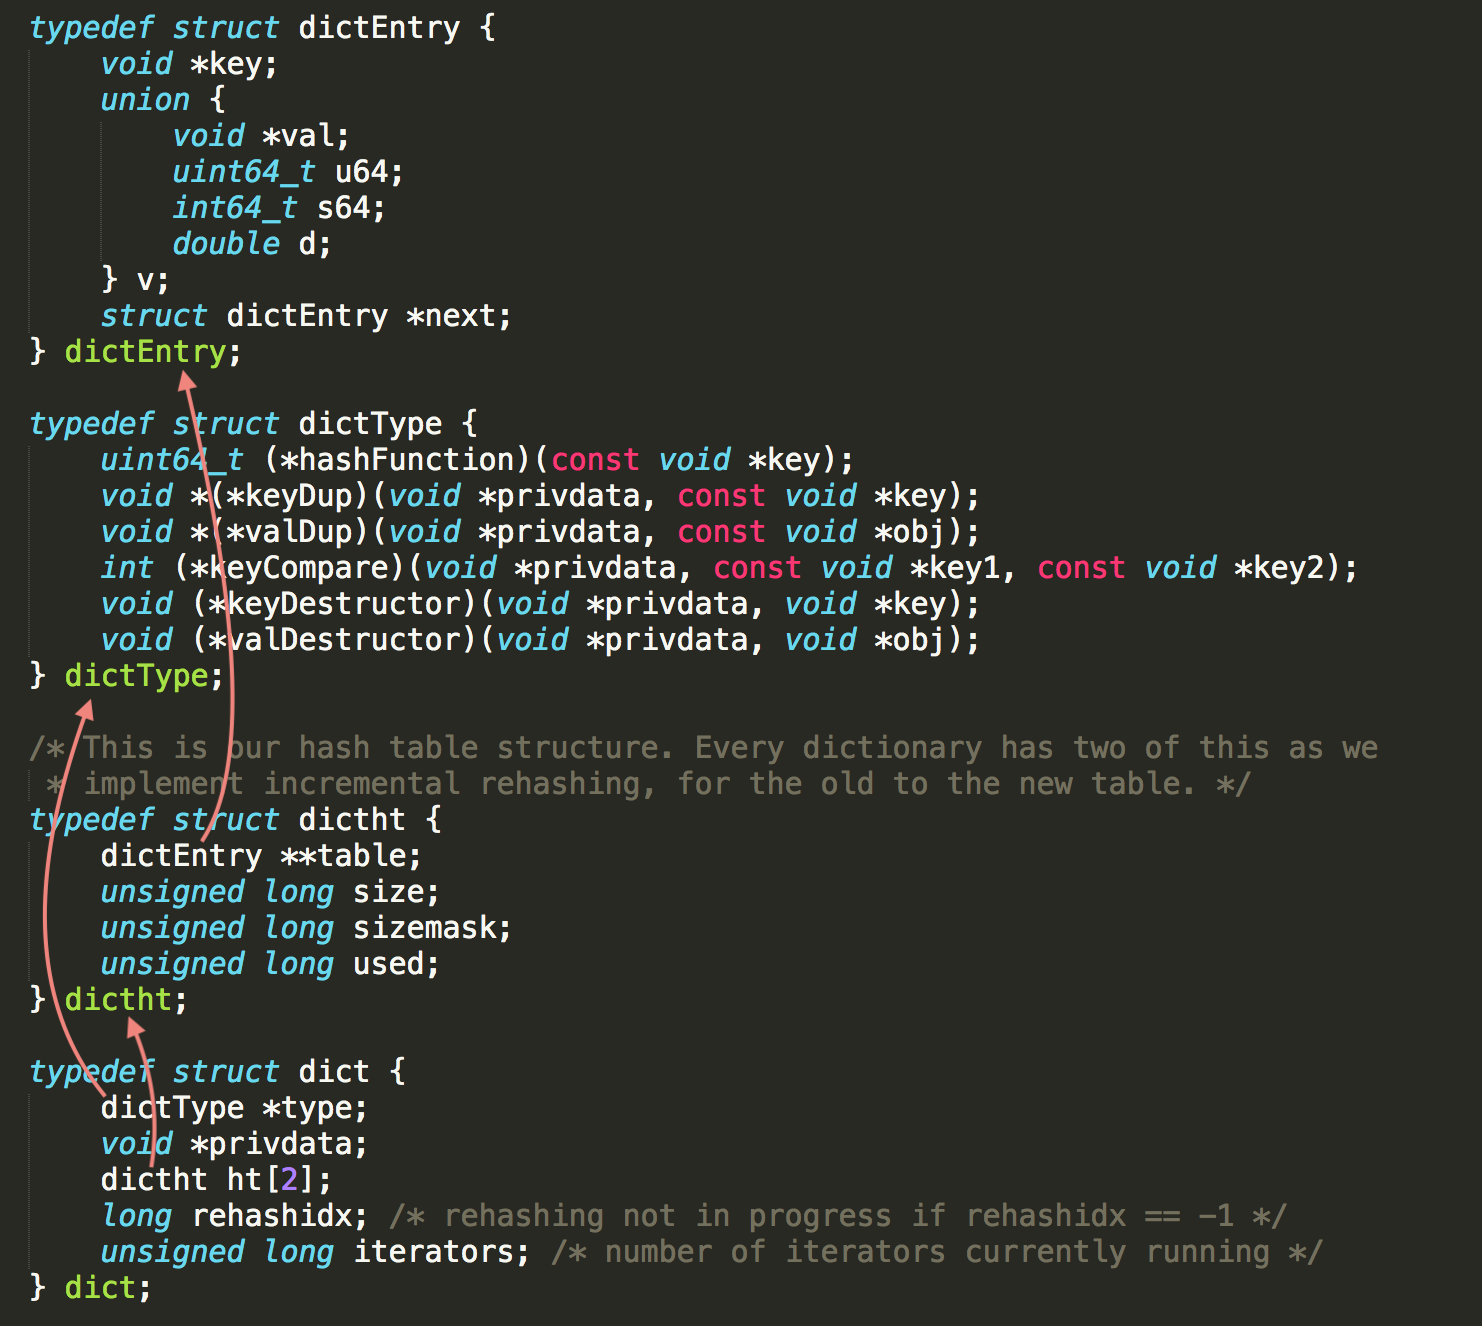 typedef struct dictEntry {
    void *key;
    union {
        void *val;
        uint64_t u64;
        int64_t s64;
        double d;
    } v;
    struct dictEntry *next;
} dictEntry;

typedef struct dictType {
    uint64_t (*hashFunction)(const void *key);
    void *(*keyDup)(void *privdata, const void *key);
    void *(*valDup)(void *privdata, const void *obj);
    int (*keyCompare)(void *privdata, const void *key1, const void *key2);
    void (*keyDestructor)(void *privdata, void *key);
    void (*valDestructor)(void *privdata, void *obj);
} dictType;

/* This is our hash table structure. Every dictionary has two of this as we
 * implement incremental rehashing, for the old to the new table. */
typedef struct dictht {
    dictEntry **table;
    unsigned long size;
    unsigned long sizemask;
    unsigned long used;
} dictht;

typedef struct dict {
    dictType *type;
    void *privdata;
    dictht ht[2];
    long rehashidx; /* rehashing not in progress if rehashidx == -1 */
    unsigned long iterators; /* number of iterators currently running */
} dict;